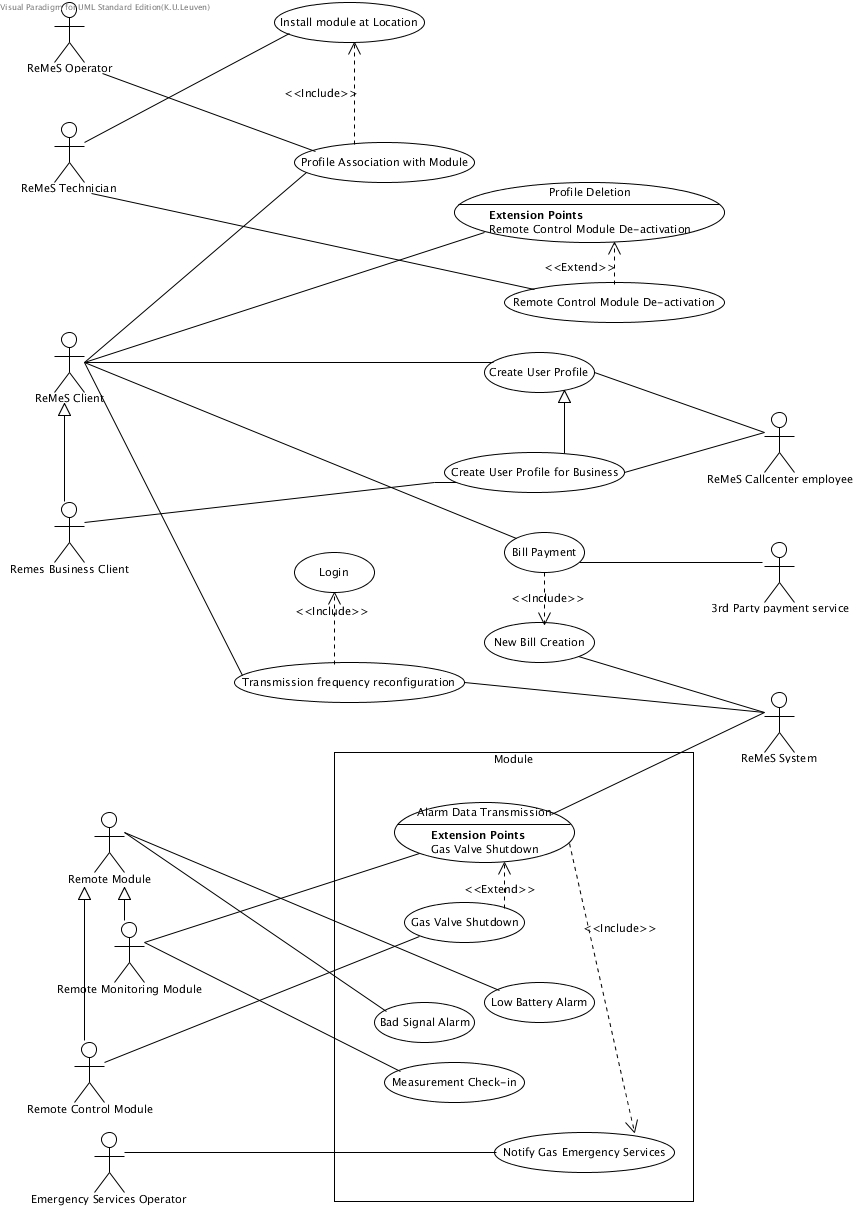 Visual Paradigm for UML Standard Edition(K.U.Leuven)
Install module at Location
ReMeS Operator
<<Include>>
Profile Association with Module
ReMeS Technician
Profile Deletion
Extension Points
Remote Control Module De-activation
<<Extend>>
Remote Control Module De-activation
Create User Profile
ReMeS Client
Create User Profile for Business
ReMeS Callcenter employee
Remes Business Client
Bill Payment
Login
<<Include>>
<<Include>>
3rd Party payment service
New Bill Creation
Transmission frequency reconfiguration
ReMeS System
Module
Alarm Data Transmission
Extension Points
Gas Valve Shutdown
Remote Module
<<Extend>>
Gas Valve Shutdown
<<Include>>
Remote Monitoring Module
Low Battery Alarm
Bad Signal Alarm
Measurement Check-in
Remote Control Module
Notify Gas Emergency Services
Emergency Services Operator